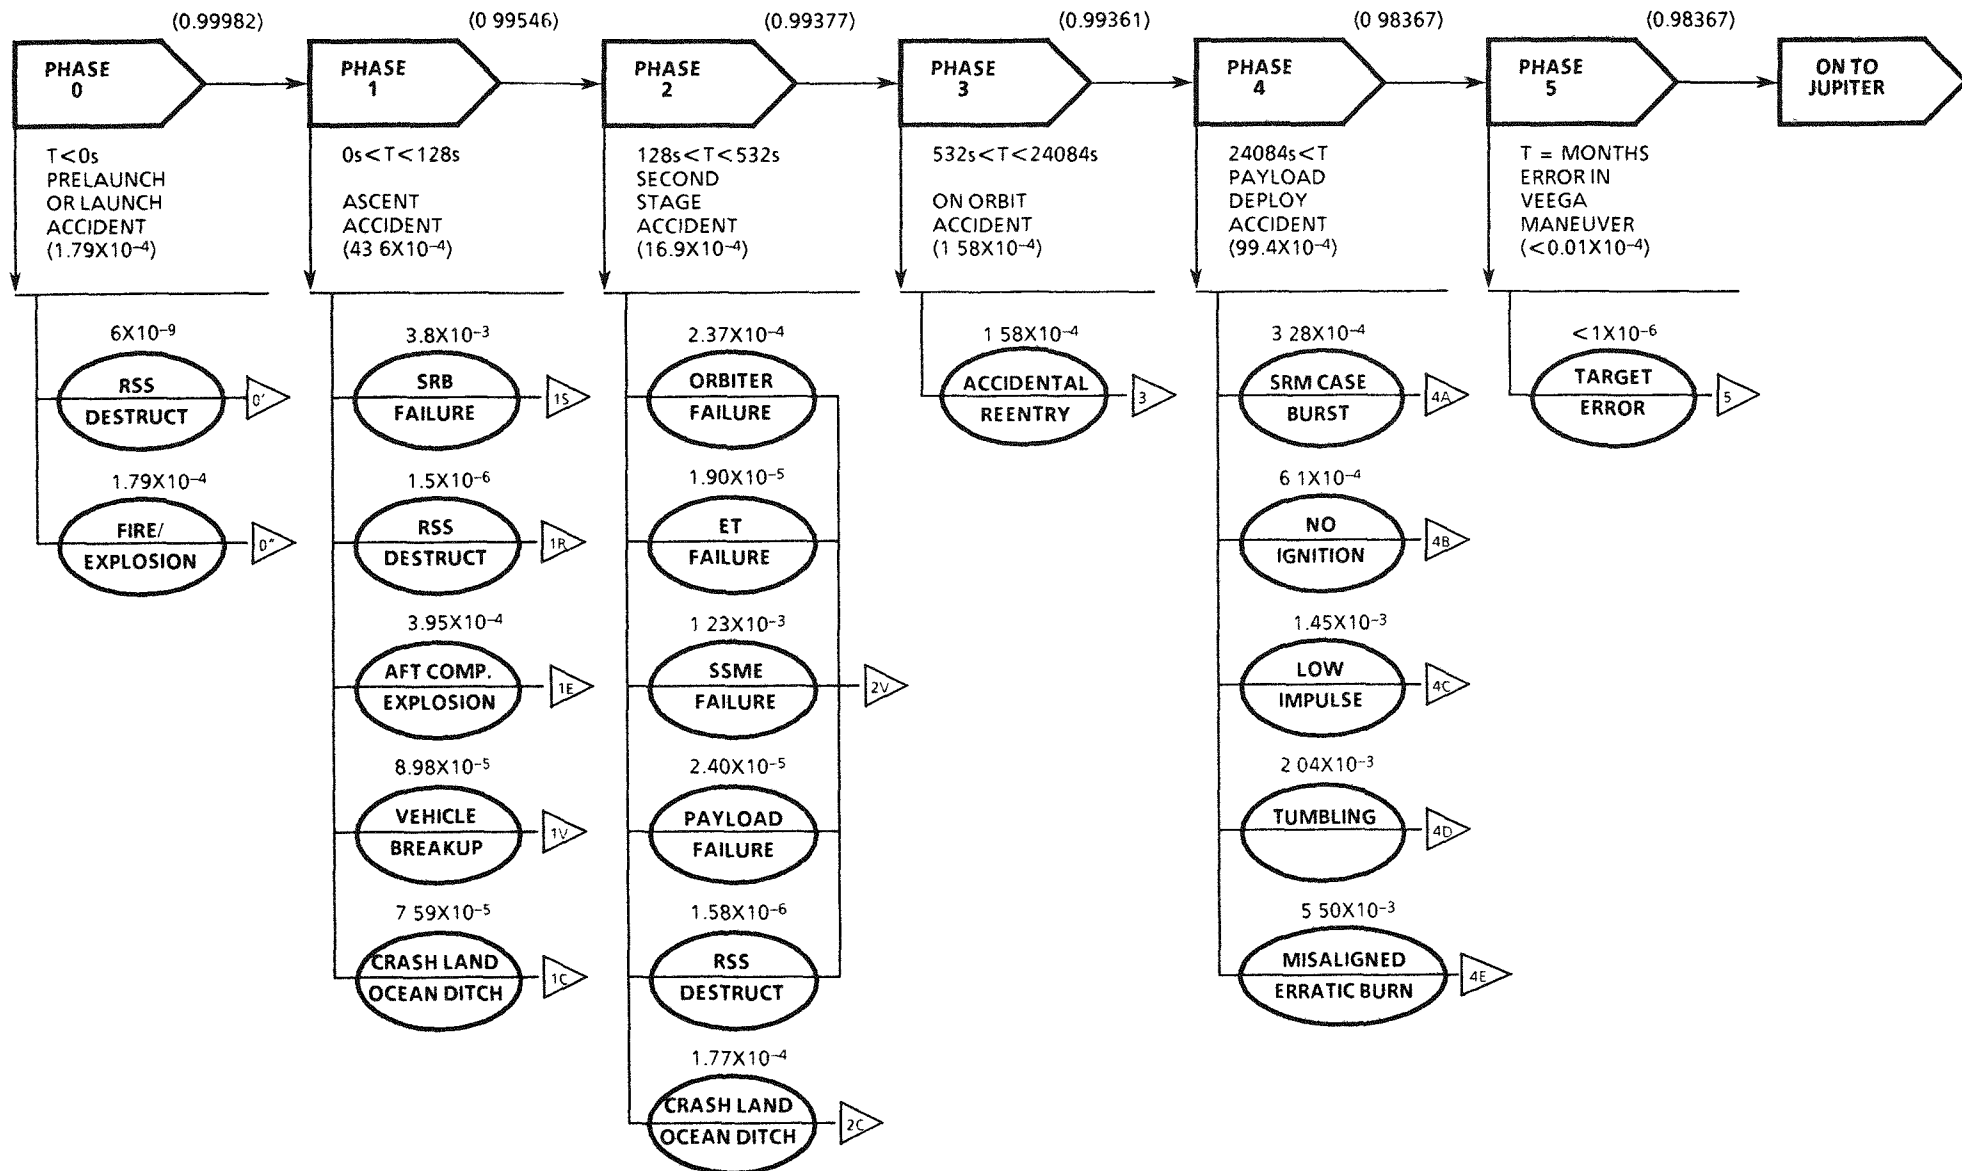 (0.99982)
(0 99546)
(0.99377)
(0.99361)
(0 98367)
(0.98367)
PHASE
0
PHASE
1
PHASE
2
PHASE
3
PHASE
4
PHASE
5
ON TO
JUPITER
T<0s
PRELAUNCH
OR LAUNCH
ACCIDENT
(1.79X10⁻⁴)
0s<T<128s
ASCENT
ACCIDENT
(43 6X10⁻⁴)
128s<T<532s
SECOND
STAGE
ACCIDENT
(16.9X10⁻⁴)
532s<T<24084s
ON ORBIT
ACCIDENT
(1 58X10⁻⁴)
24084s<T
PAYLOAD
DEPLOY
ACCIDENT
(99.4X10⁻⁴)
T = MONTHS
ERROR IN
VEEGA
MANEUVER
(<0.01X10⁻⁴)
6X10⁻⁹
RSS
DESTRUCT
0'
1.79X10⁻⁴
FIRE/
EXPLOSION
0"
3.8X10⁻³
SRB
FAILURE
1S
1.5X10⁻⁶
RSS
DESTRUCT
1R
3.95X10⁻⁴
AFT COMP.
EXPLOSION
1E
8.98X10⁻⁵
VEHICLE
BREAKUP
1V
7 59X10⁻⁵
CRASH LAND
OCEAN DITCH
1C
2.37X10⁻⁴
ORBITER
FAILURE
1.90X10⁻⁵
ET
FAILURE
1 23X10⁻³
SSME
FAILURE
2V
2.40X10⁻⁵
PAYLOAD
FAILURE
1.58X10⁻⁶
RSS
DESTRUCT
1.77X10⁻⁴
CRASH LAND
OCEAN DITCH
2C
1 58X10⁻⁴
ACCIDENTAL
REENTRY
3
3 28X10⁻⁴
SRM CASE
BURST
4A
6 1X10⁻⁴
NO
IGNITION
4B
1.45X10⁻³
LOW
IMPULSE
4C
2 04X10⁻³
TUMBLING
4D
5 50X10⁻³
MISALIGNED
ERRATIC BURN
4E
<1X10⁻⁶
TARGET
ERROR
5